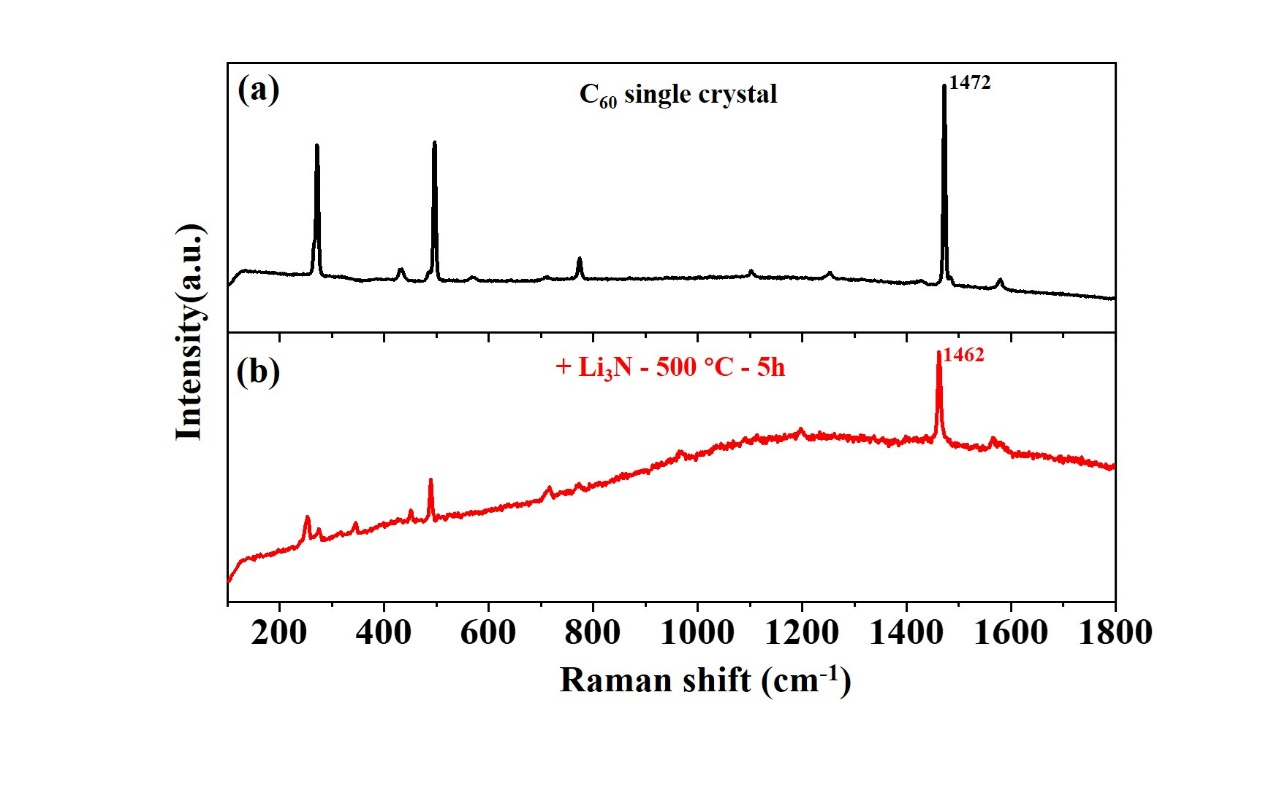 (a)
C₆₀ single crystal
1472
(b)
+ Li₃N - 500 °C - 5h
1462
Intensity(a.u.)
200 400 600 800 1000 1200 1400 1600 1800
Raman shift (cm⁻¹)